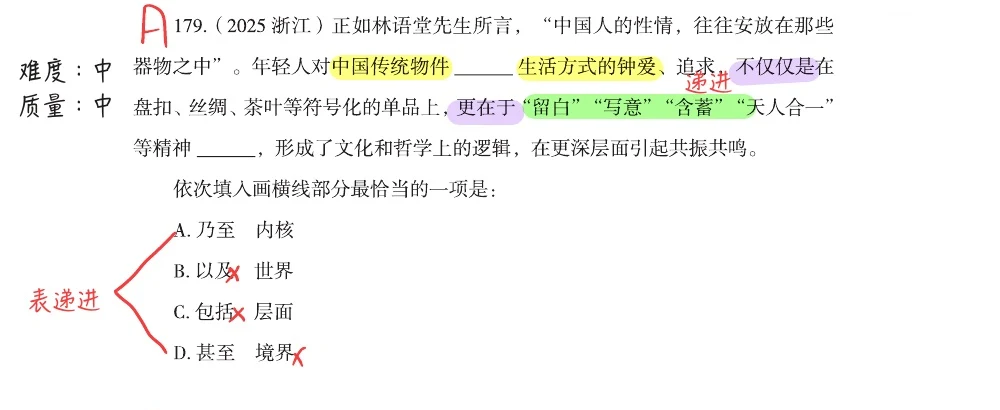 A
179.（2025 浙江）正如林语堂先生所言，“中国人的性情，往往安放在那些
难度：中
器物之中”。年轻人对中国传统物件 ______ 生活方式的钟爱、追求，不仅仅是在
递进
质量：中
盘扣、丝绸、茶叶等符号化的单品上，更在于“留白”“写意”“含蓄”“天人合一”
等精神 ______，形成了文化和哲学上的逻辑，在更深层面引起共振共鸣。
依次填入画横线部分最恰当的一项是：
A. 乃至 内核
B. 以及 世界
表递进
C. 包括 层面
D. 甚至 境界